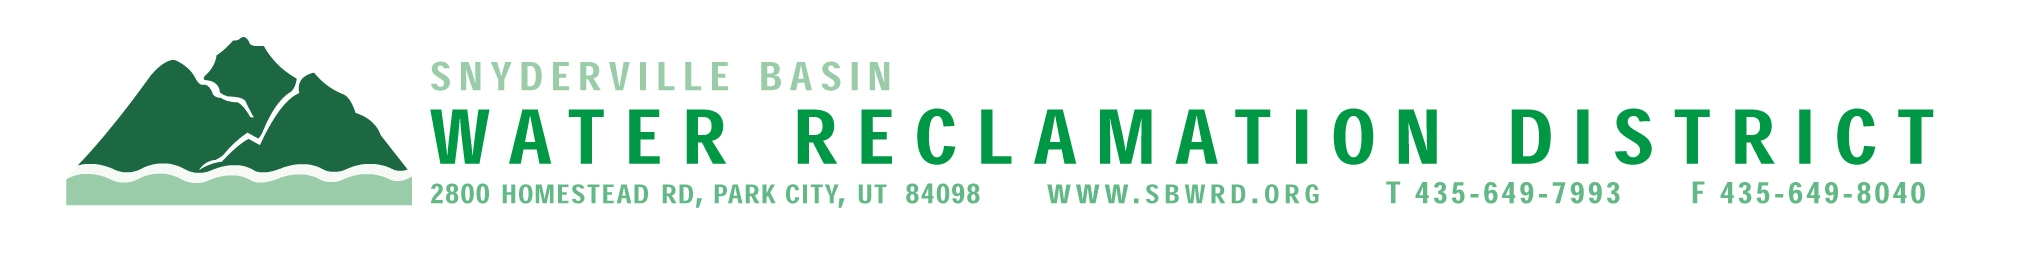 SNYDERVILLE BASIN
WATER RECLAMATION DISTRICT
2800 HOMESTEAD RD, PARK CITY, UT 84098 WWW.SBWRD.ORG T 435-649-7993 F 435-649-8040